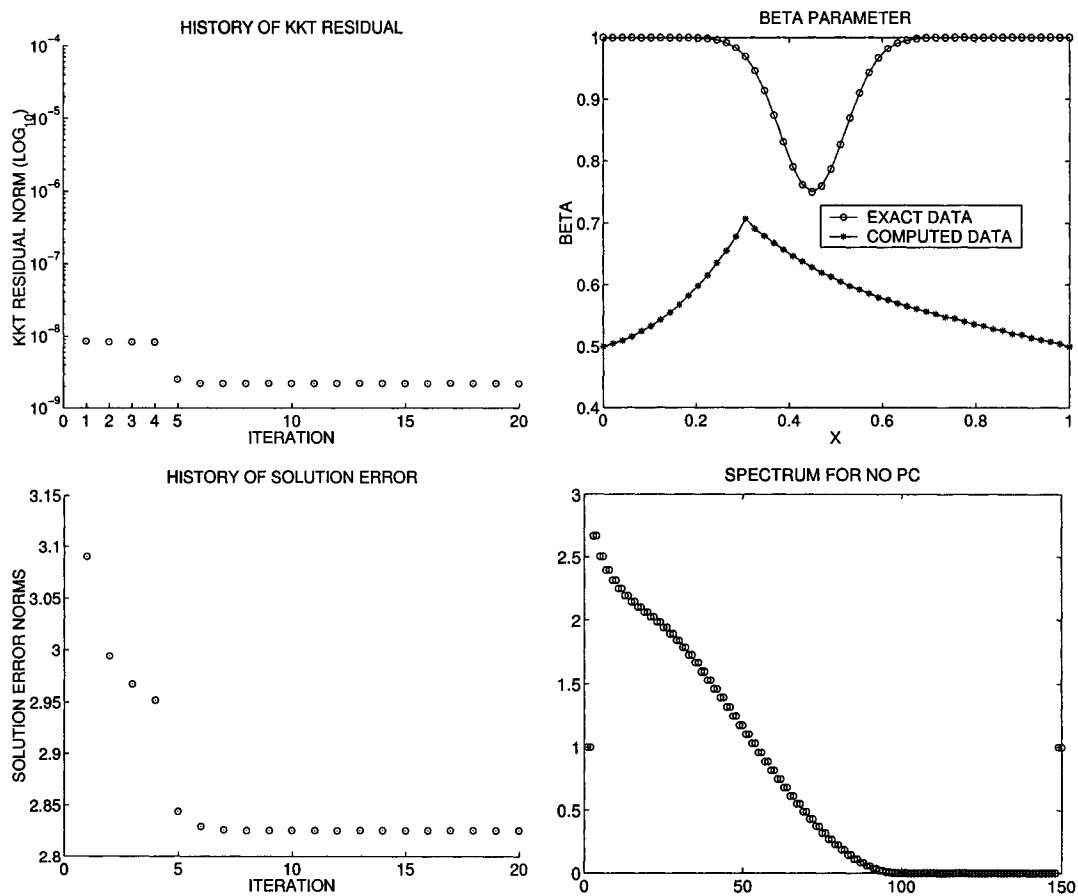 HISTORY OF KKT RESIDUAL
KKT RESIDUAL NORM (LOG10)
10-4
10-5
10-6
10-7
10-8
10-9
0 1 2 3 4 5 10 15 20
ITERATION
BETA PARAMETER
BETA
1
0.9
0.8
0.7
0.6
0.5
0.4
EXACT DATA
COMPUTED DATA
0 0.2 0.4 0.6 0.8 1
X
HISTORY OF SOLUTION ERROR
SOLUTION ERROR NORMS
3.15
3.1
3.05
3
2.95
2.9
2.85
2.8
0 5 10 15 20
ITERATION
SPECTRUM FOR NO PC
3
2.5
2
1.5
1
0.5
0
0 50 100 150